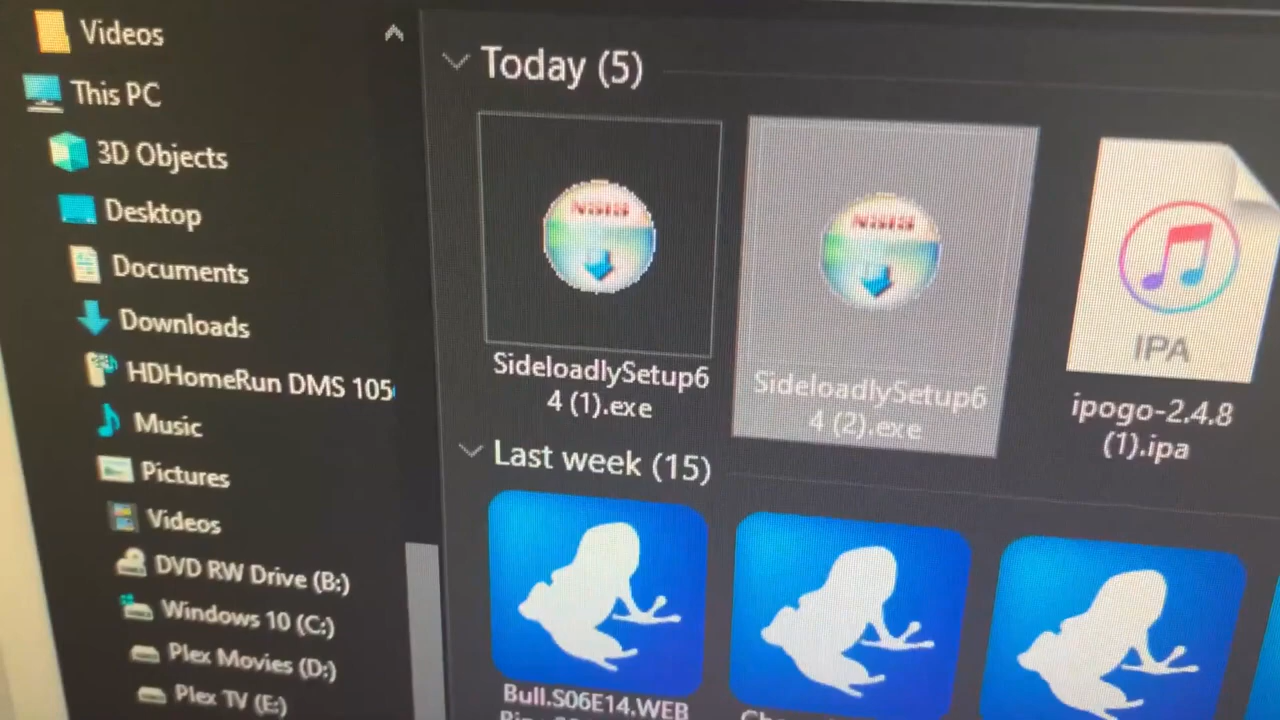 Videos
This PC
3D Objects
Desktop
Documents
Downloads
HDHomeRun DMS 105
Music
Pictures
Videos
DVD RW Drive (B:)
Windows 10 (C:)
Plex Movies (D:)
Plex TV (E:)
Today (5)
SideloadlySetup6
4 (1).exe
SideloadlySetup6
4 (2).exe
IPA
ipogo-2.4.8
(1).ipa
Last week (15)
Bull.S06E14.WEB